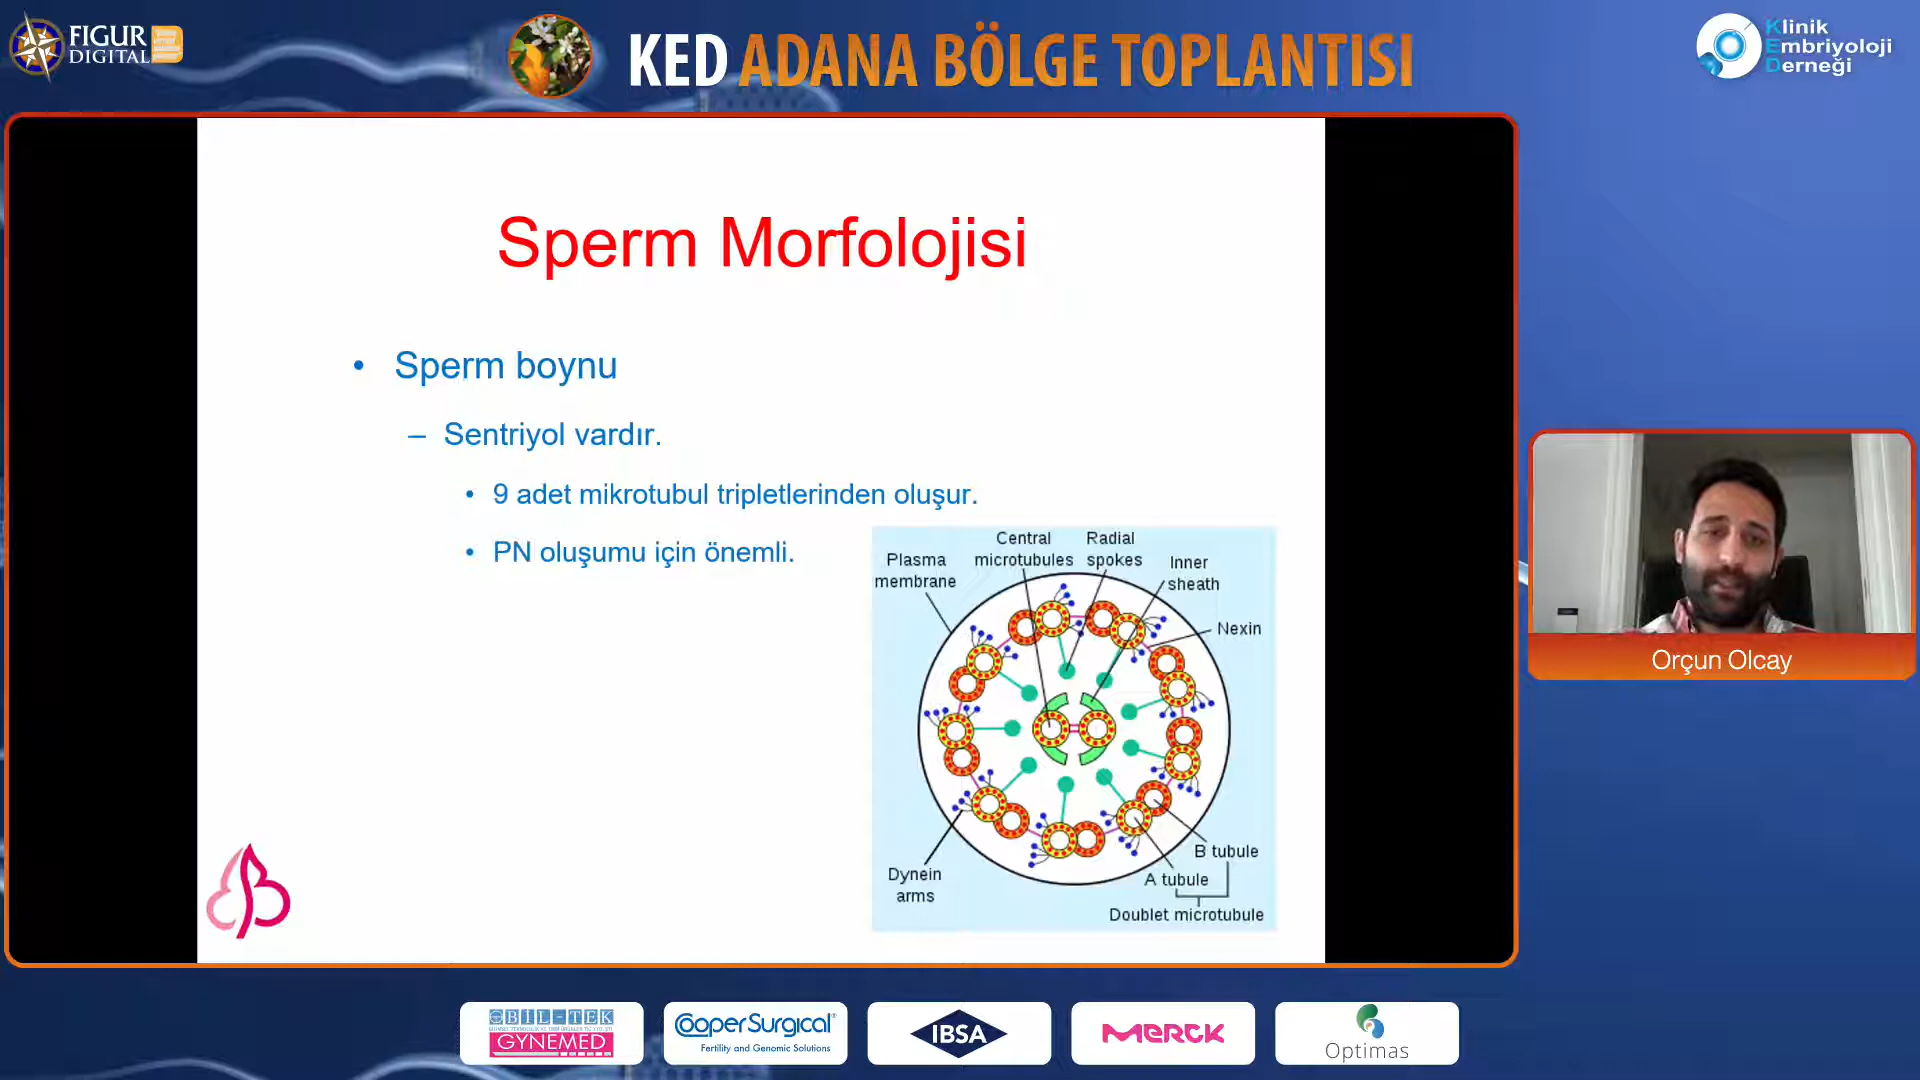 FIGUR
DIGITAL
KED ADANA BÖLGE TOPLANTISI
Klinik
Embriyoloji
Derneği
Sperm Morfolojisi
• Sperm boynu
– Sentriyol vardır.
• 9 adet mikrotubul tripletlerinden oluşur.
• PN oluşumu için önemli.
Central
microtubules
Radial
spokes
Plasma
membrane
Inner
sheath
Nexin
B tubule
A tubule
Doublet microtubule
Dynein
arms
Orçun Olcay
BİL-TEK
GYNEMED
CooperSurgical
Fertility and Genomic Solutions
IBSA
MERCK
Optimas